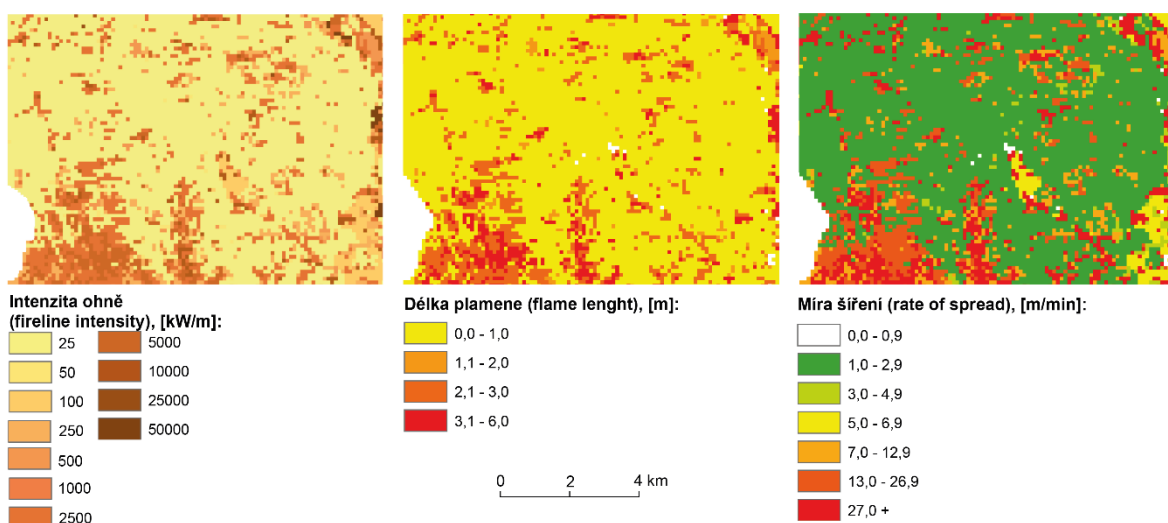 Intenzita ohně
(fireline intensity), [kW/m]:
25
50
100
250
500
1000
2500
5000
10000
25000
50000
Délka plamene (flame lenght), [m]:
0,0 - 1,0
1,1 - 2,0
2,1 - 3,0
3,1 - 6,0
0 2 4 km
Míra šíření (rate of spread), [m/min]:
0,0 - 0,9
1,0 - 2,9
3,0 - 4,9
5,0 - 6,9
7,0 - 12,9
13,0 - 26,9
27,0 +